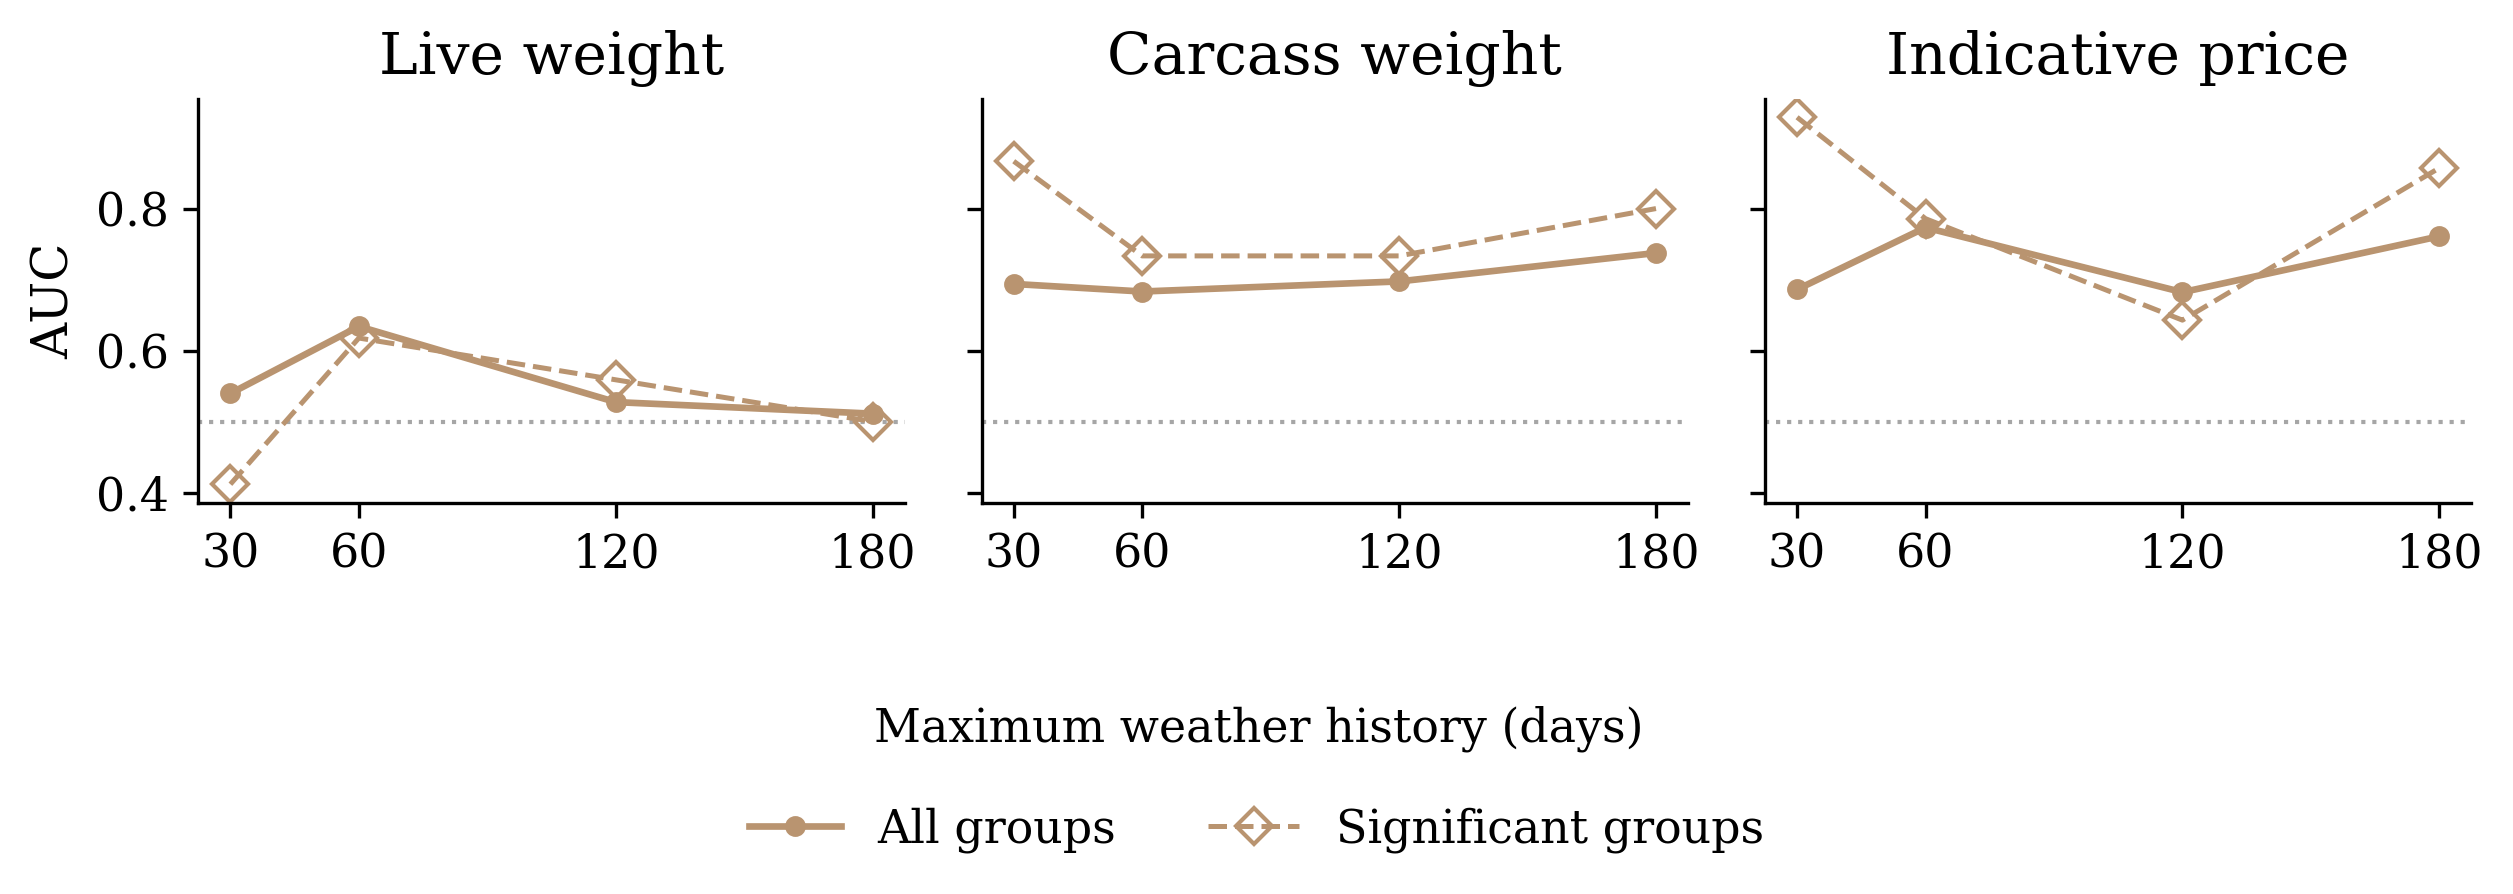 Live weight
Carcass weight
Indicative price
AUC
0.8
0.6
0.4
30 60 120 180
30 60 120 180
30 60 120 180
Maximum weather history (days)
All groups
Significant groups